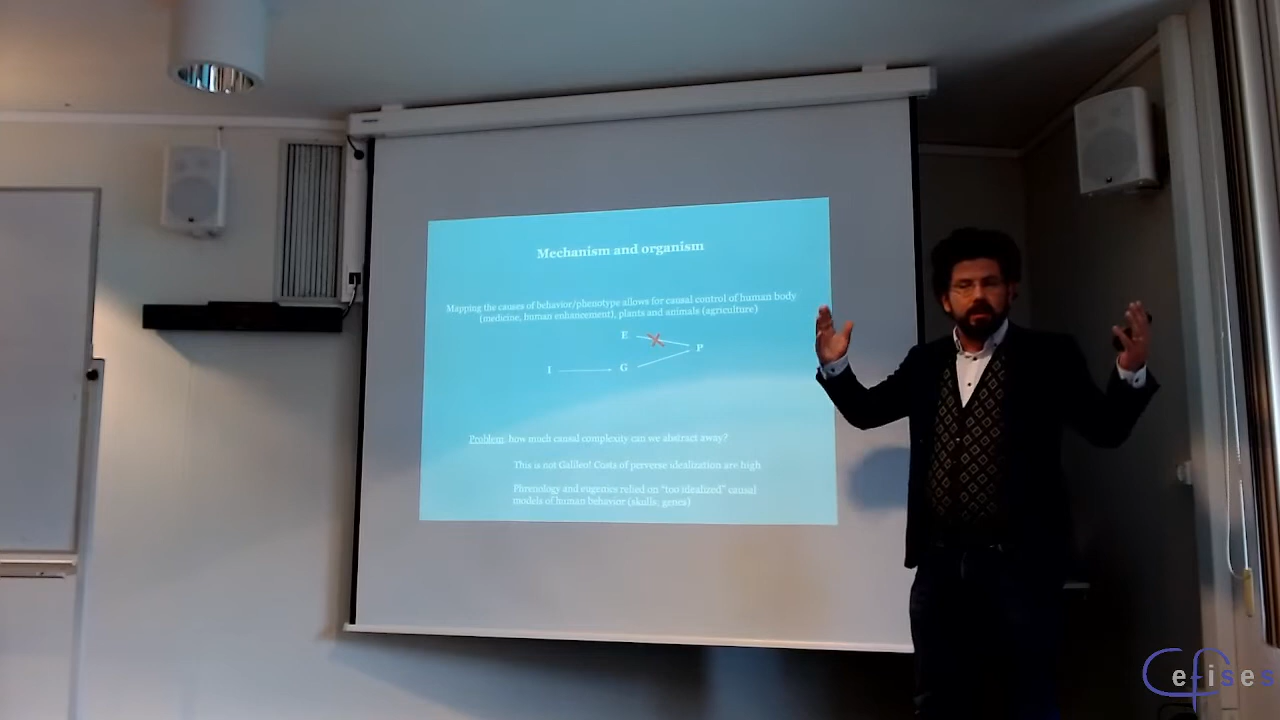 Mechanism and organism
Mapping the causes of behavior/phenotype allows for causal control of human body
(medicine, human enhancement), plants and animals (agriculture)
E
P
I
G
Problem: how much causal complexity can we abstract away?
This is not Galileo! Costs of perverse idealization are high
Phrenology and eugenics relied on "too idealized" causal
models of human behavior (skulls; genes)
efises